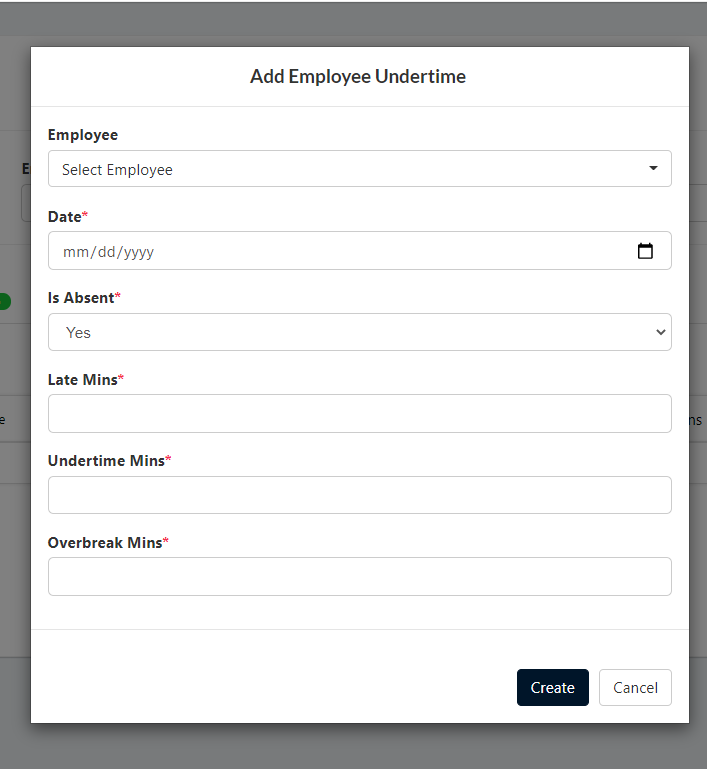 Add Employee Undertime
Employee
Select Employee
Date*
mm/dd/yyyy
Is Absent*
Yes
Late Mins*
Undertime Mins*
Overbreak Mins*
Create
Cancel